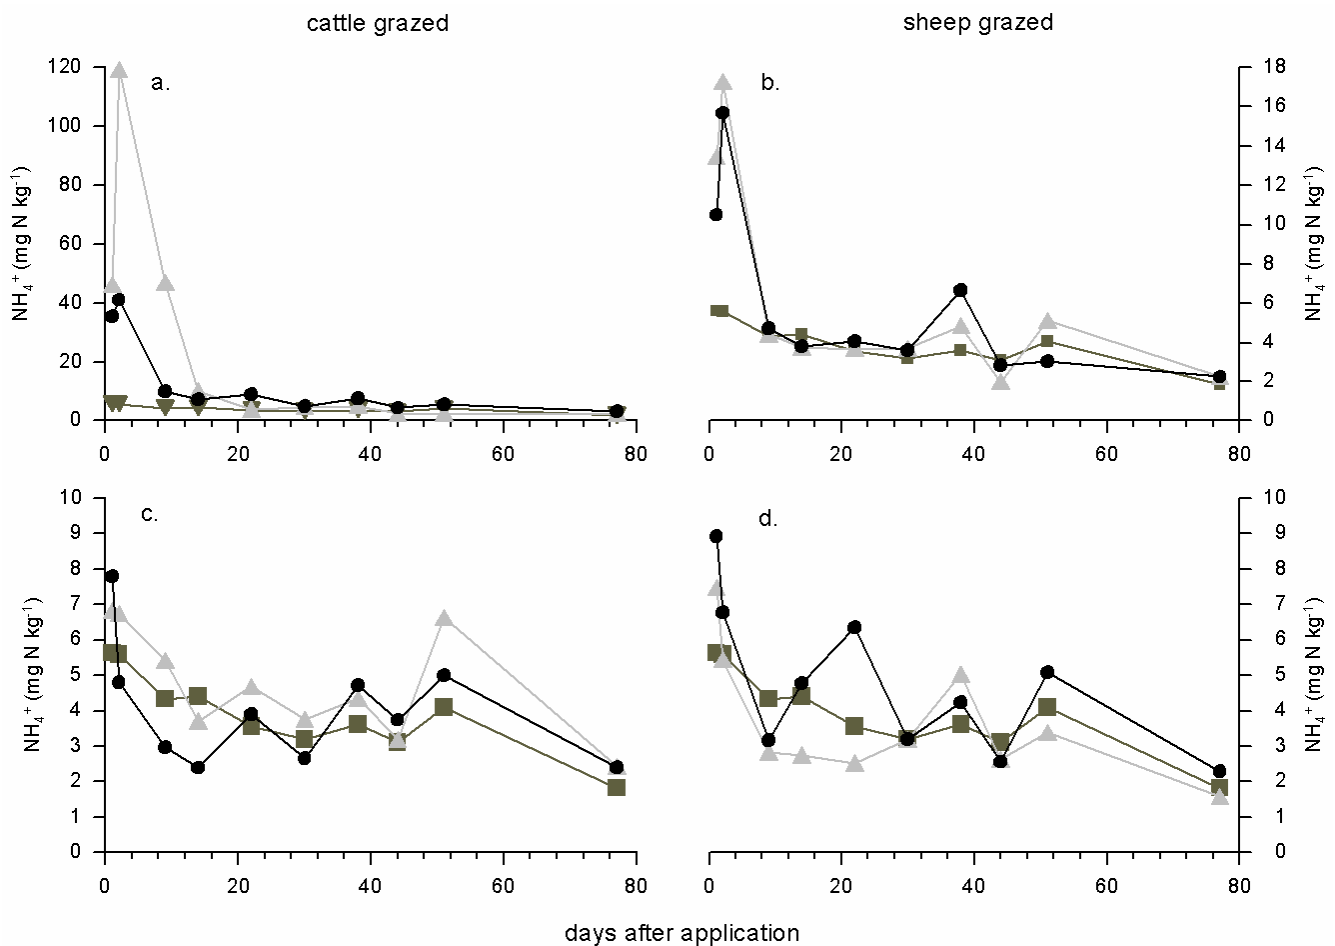 cattle grazed sheep grazed
a. b.
120 100 80 60 40 20 0
NH₄⁺ (mg N kg⁻¹)
0 20 40 60 80
18 16 14 12 10 8 6 4 2 0
NH₄⁺ (mg N kg⁻¹)
0 20 40 60 80
c. d.
10 9 8 7 6 5 4 3 2 1 0
NH₄⁺ (mg N kg⁻¹)
0 20 40 60 80
10 9 8 7 6 5 4 3 2 1 0
NH₄⁺ (mg N kg⁻¹)
0 20 40 60 80
days after application